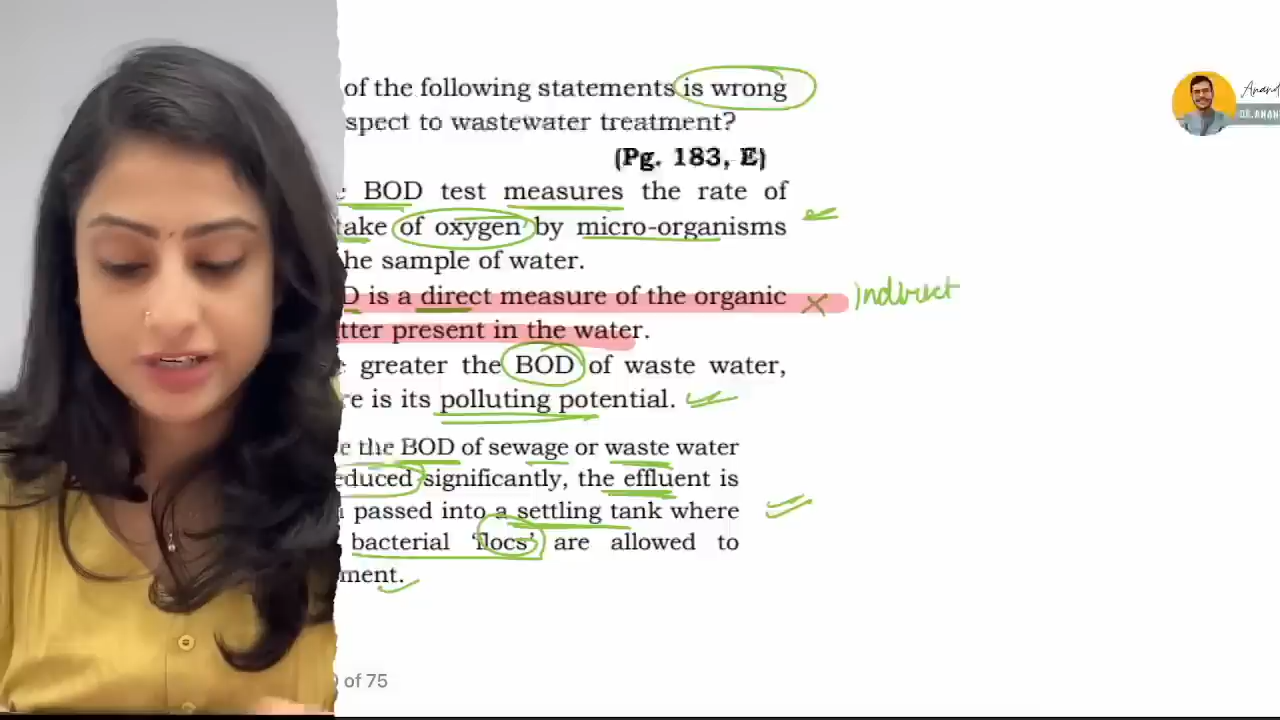 of the following statements is wrong
spect to wastewater treatment?
(Pg. 183, E)
e BOD test measures the rate of
take of oxygen by micro-organisms
he sample of water.
D is a direct measure of the organic
indirect
tter present in the water.
e greater the BOD of waste water,
re is its polluting potential.
e the BOD of sewage or waste water
educed significantly, the effluent is
passed into a settling tank where
bacterial 'flocs' are allowed to
ment.
of 75
Anand
DR.ANAN